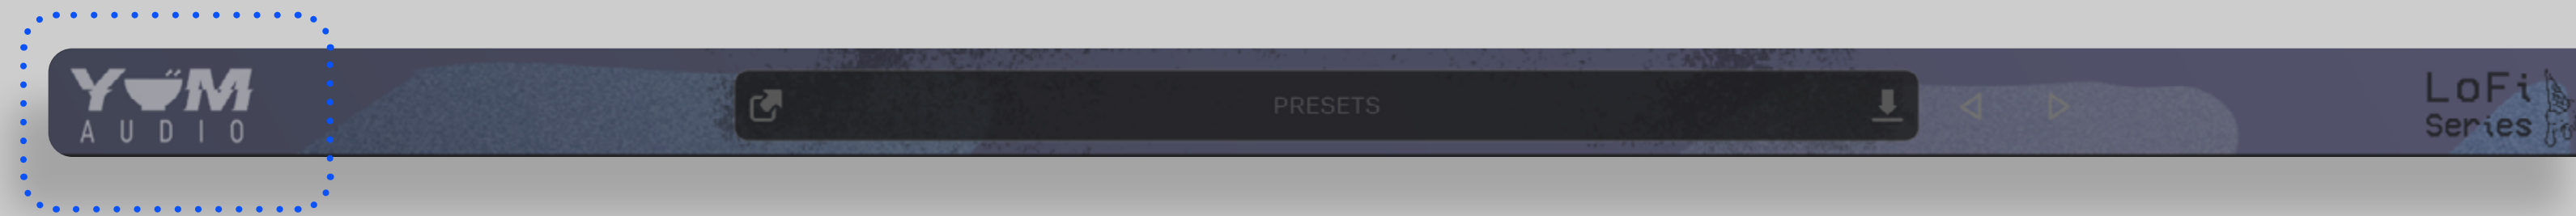 YUM
AUDIO
PRESETS
LoFi
Series